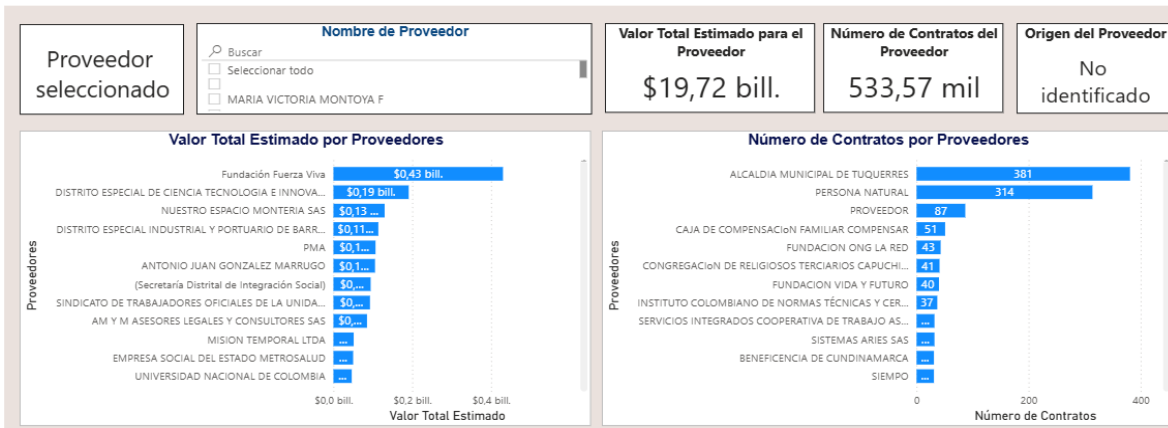 Proveedor
seleccionado
Nombre de Proveedor
Buscar
Seleccionar todo
MARIA VICTORIA MONTOYA F
Valor Total Estimado para el
Proveedor
$19,72 bill.
Número de Contratos del
Proveedor
533,57 mil
Origen del Proveedor
No
identificado
Valor Total Estimado por Proveedores
Proveedores
Fundación Fuerza Viva $0,43 bill.
DISTRITO ESPECIAL DE CIENCIA TECNOLOGIA E INNOVA... $0,19 bill.
NUESTRO ESPACIO MONTERIA SAS $0,13 ...
DISTRITO ESPECIAL INDUSTRIAL Y PORTUARIO DE BARR... $0,11...
PMA $0,1...
ANTONIO JUAN GONZALEZ MARRUGO $0,1...
(Secretaría Distrital de Integración Social) $0,...
SINDICATO DE TRABAJADORES OFICIALES DE LA UNIDA... $0,...
AM Y M ASESORES LEGALES Y CONSULTORES SAS $0,...
MISION TEMPORAL LTDA ...
EMPRESA SOCIAL DEL ESTADO METROSALUD ...
UNIVERSIDAD NACIONAL DE COLOMBIA ...
$0,0 bill. $0,2 bill. $0,4 bill.
Valor Total Estimado
Número de Contratos por Proveedores
Proveedores
ALCALDIA MUNICIPAL DE TUQUERRES 381
PERSONA NATURAL 314
PROVEEDOR 87
CAJA DE COMPENSACIoN FAMILIAR COMPENSAR 51
FUNDACION ONG LA RED 43
CONGREGACIoN DE RELIGIOSOS TERCIARIOS CAPUCHI... 41
FUNDACION VIDA Y FUTURO 40
INSTITUTO COLOMBIANO DE NORMAS TÉCNICAS Y CER... 37
SERVICIOS INTEGRADOS COOPERATIVA DE TRABAJO AS... ...
SISTEMAS ARIES SAS ...
BENEFICENCIA DE CUNDINAMARCA ...
SIEMPO ...
0 200 400
Número de Contratos